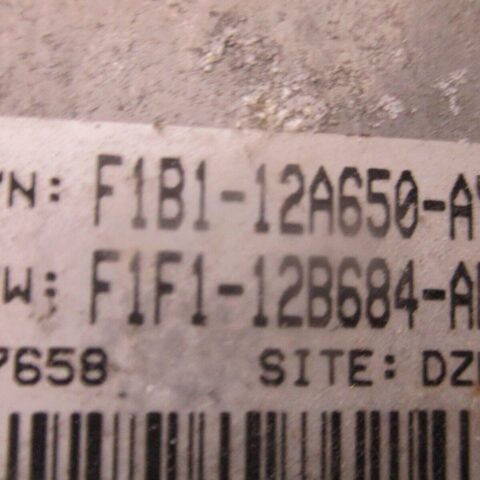 N: F1B1-12A650-A
W: F1F1-12B684-A
7658 SITE: DZ